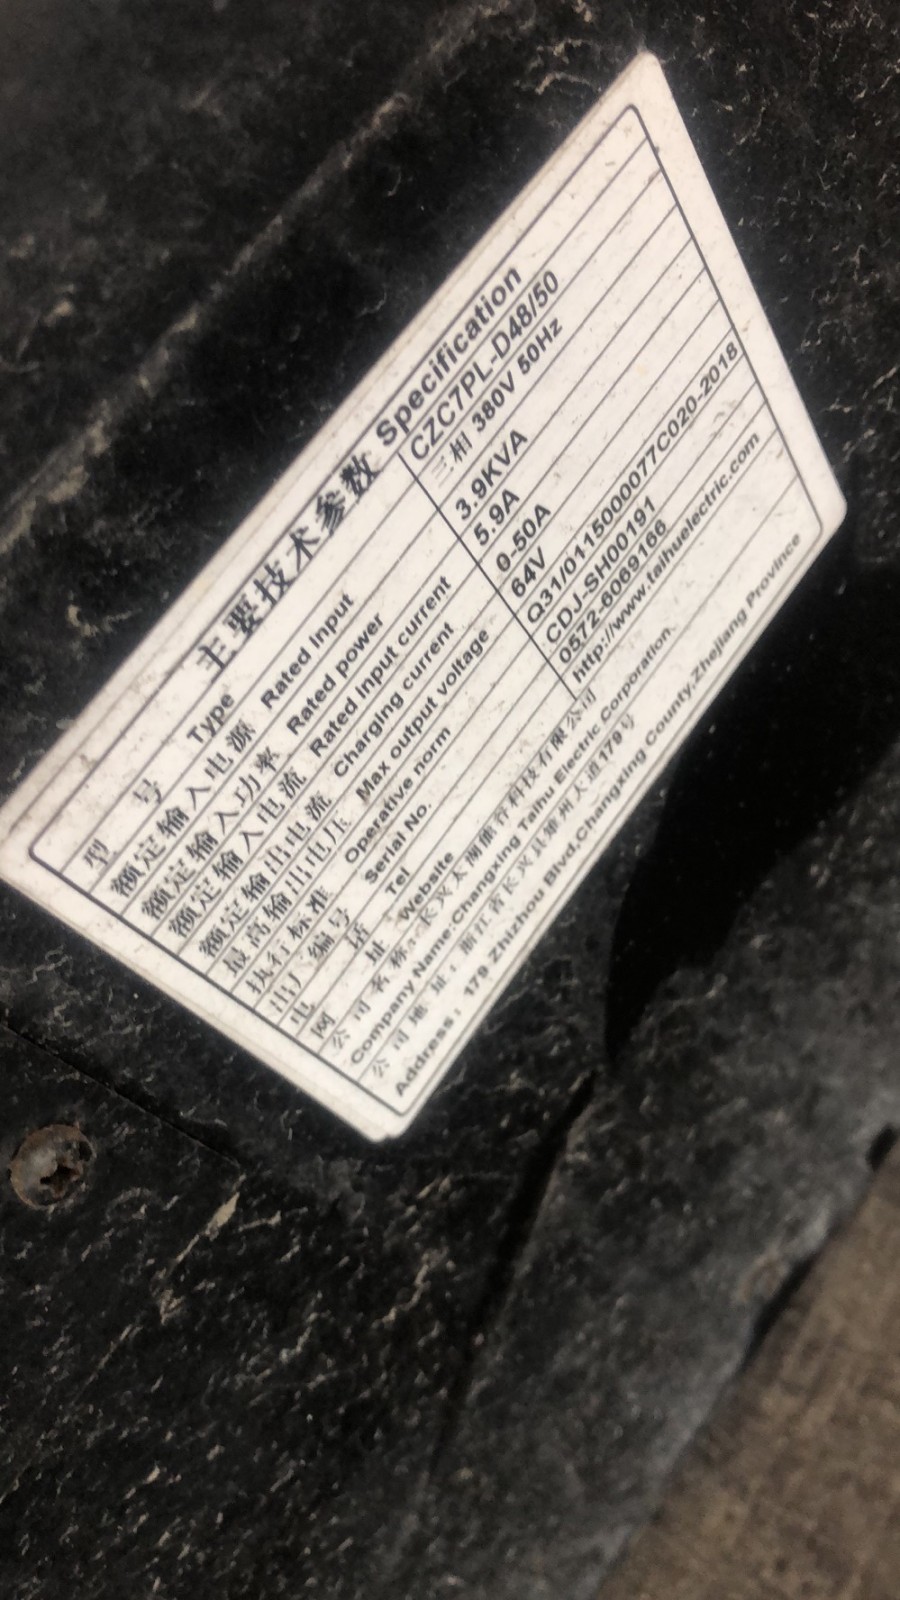 主要技术参数 Specification
型 号 Type CZC7PL-D48/50
额定输入电源 Rated Input 三相 380V 50Hz
额定输入功率 Rated power 3.9KVA
额定输入电流 Rated input current 5.9A
额定输出电流 Charging current 0-50A
最高输出电压 Max output voltage 64V
执行标准 Operative norm Q31/0115000077C020-2018
出厂编号 Serial No. CDJ-SH00191
电 话 Tel 0572-6069166
网 址 Website http://www.taihuelectric.com
公司名称:长兴太湖能谷科技有限公司
Company Name:Changxing Taihu Electric Corporation
公司地址:浙江省长兴县雉州大道179号
Address: 179 Zhizhou Blvd,Changxing County,Zhejiang Province